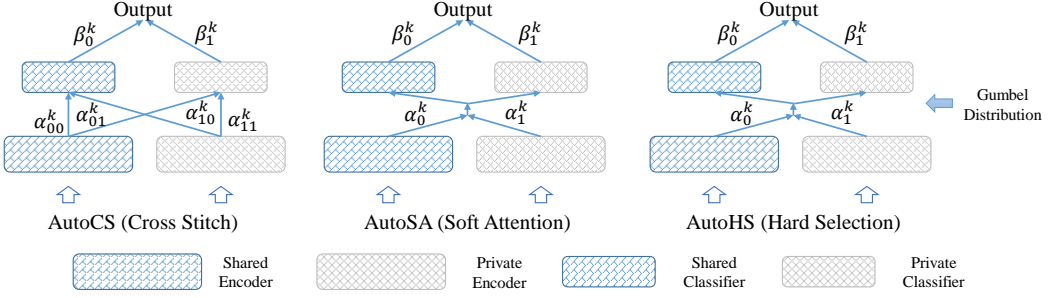 Output
Output
Output
β₀ᵏ
β₁ᵏ
β₀ᵏ
β₁ᵏ
β₀ᵏ
β₁ᵏ
α₀₀ᵏ
α₀₁ᵏ
α₁₀ᵏ
α₁₁ᵏ
α₀ᵏ
α₁ᵏ
α₀ᵏ
α₁ᵏ
Gumbel
Distribution
AutoCS (Cross Stitch)
AutoSA (Soft Attention)
AutoHS (Hard Selection)
Shared
Encoder
Private
Encoder
Shared
Classifier
Private
Classifier